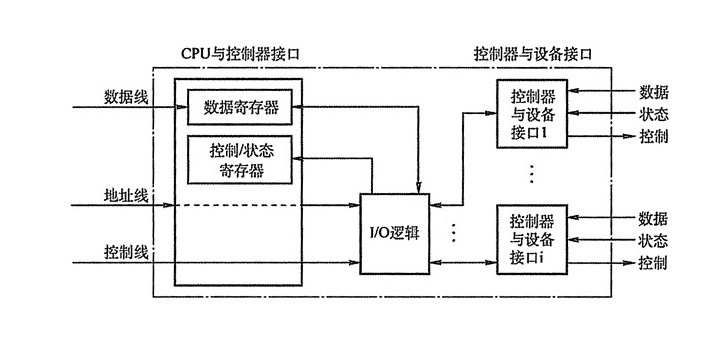 CPU与控制器接口
控制器与设备接口
数据线
数据寄存器
控制器
与设备
接口1
数据
状态
控制
控制/状态
寄存器
地址线
I/O逻辑
控制器
与设备
接口i
数据
状态
控制
控制线